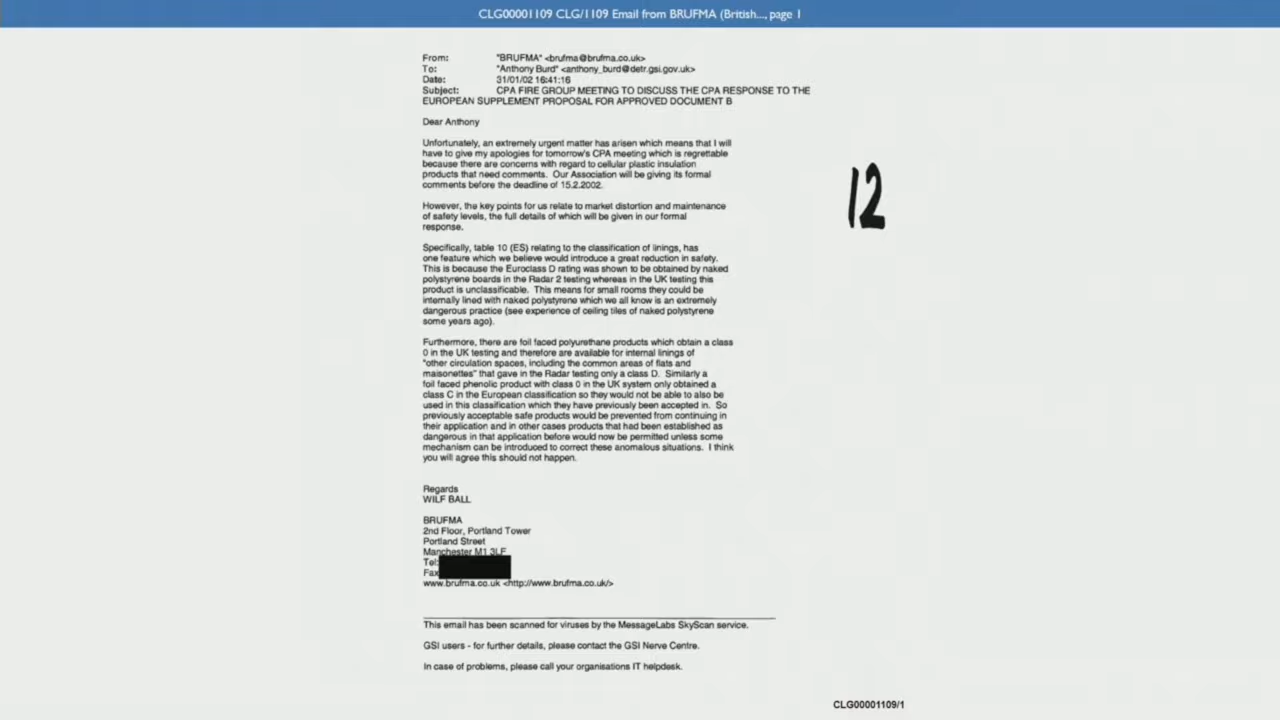 CLG00001109 CLG/1109 Email from BRUFMA (British..., page 1
From: "BRUFMA" <brufma@brufma.co.uk>
To: "Anthony Burd" <anthony_burd@detr.gsi.gov.uk>
Date: 31/01/02 16:41:16
Subject: CPA FIRE GROUP MEETING TO DISCUSS THE CPA RESPONSE TO THE
EUROPEAN SUPPLEMENT PROPOSAL FOR APPROVED DOCUMENT B
Dear Anthony
Unfortunately, an extremely urgent matter has arisen which means that I will
have to give my apologies for tomorrow's CPA meeting which is regrettable
because there are concerns with regard to cellular plastic insulation
products that need comments. Our Association will be giving its formal
comments before the deadline of 15.2.2002.
12
However, the key points for us relate to market distortion and maintenance
of safety levels, the full details of which will be given in our formal
response.
Specifically, table 10 (ES) relating to the classification of linings, has
one feature which we believe would introduce a great reduction in safety.
This is because the Euroclass D rating was shown to be obtained by naked
polystyrene boards in the Radar 2 testing whereas in the UK testing this
product is unclassifiable. This means for small rooms they could be
internally lined with naked polystyrene which we all know is an extremely
dangerous practice (see experience of ceiling tiles of naked polystyrene
some years ago).
Furthermore, there are foil faced polyurethane products which obtain a class
0 in the UK testing and therefore are available for internal linings of
"other circulation spaces, including the common areas of flats and
maisonettes" that gave in the Radar testing only a class D. Similarly a
foil faced phenolic product with class 0 in the UK system only obtained a
class C in the European classification so they would not be able to also be
used in this classification which they have previously been accepted in. So
previously acceptable safe products would be prevented from continuing in
their application and in other cases products that had been established as
dangerous in that application before would now be permitted unless some
mechanism can be introduced to correct these anomalous situations. I think
you will agree this should not happen.
Regards
WILF BALL
BRUFMA
2nd Floor, Portland Tower
Portland Street
Manchester M1 3LF
Tel:
Fax
www.brufma.co.uk <http://www.brufma.co.uk/>
This email has been scanned for viruses by the MessageLabs SkyScan service.
GSI users - for further details, please contact the GSI Nerve Centre.
In case of problems, please call your organisations IT helpdesk.
CLG00001109/1